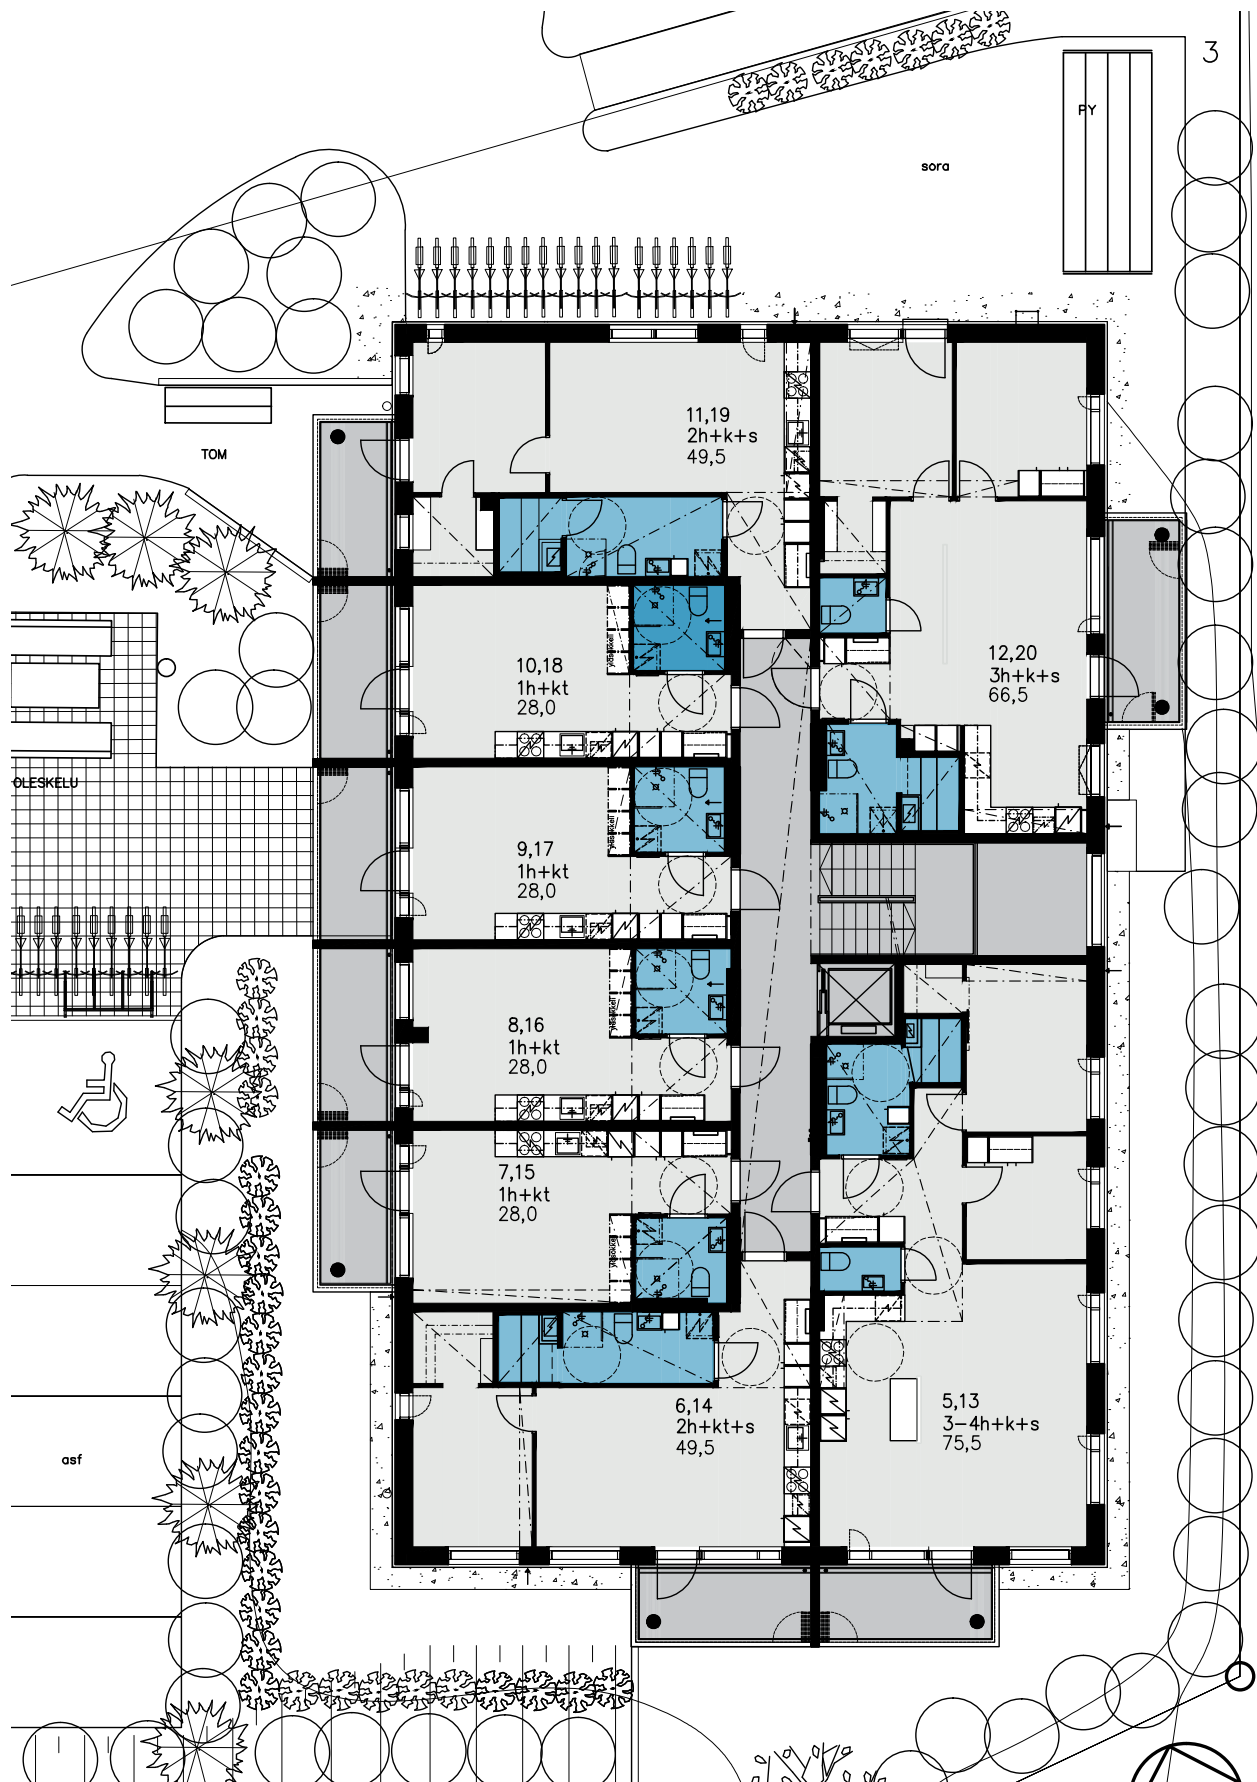 3
PY
sora
11,19
2h+k+s
49,5
TOM
10,18
1h+kt
28,0
12,20
3h+k+s
66,5
OLESKELU
9,17
1h+kt
28,0
8,16
1h+kt
28,0
7,15
1h+kt
28,0
6,14
2h+kt+s
49,5
5,13
3-4h+k+s
75,5
asf